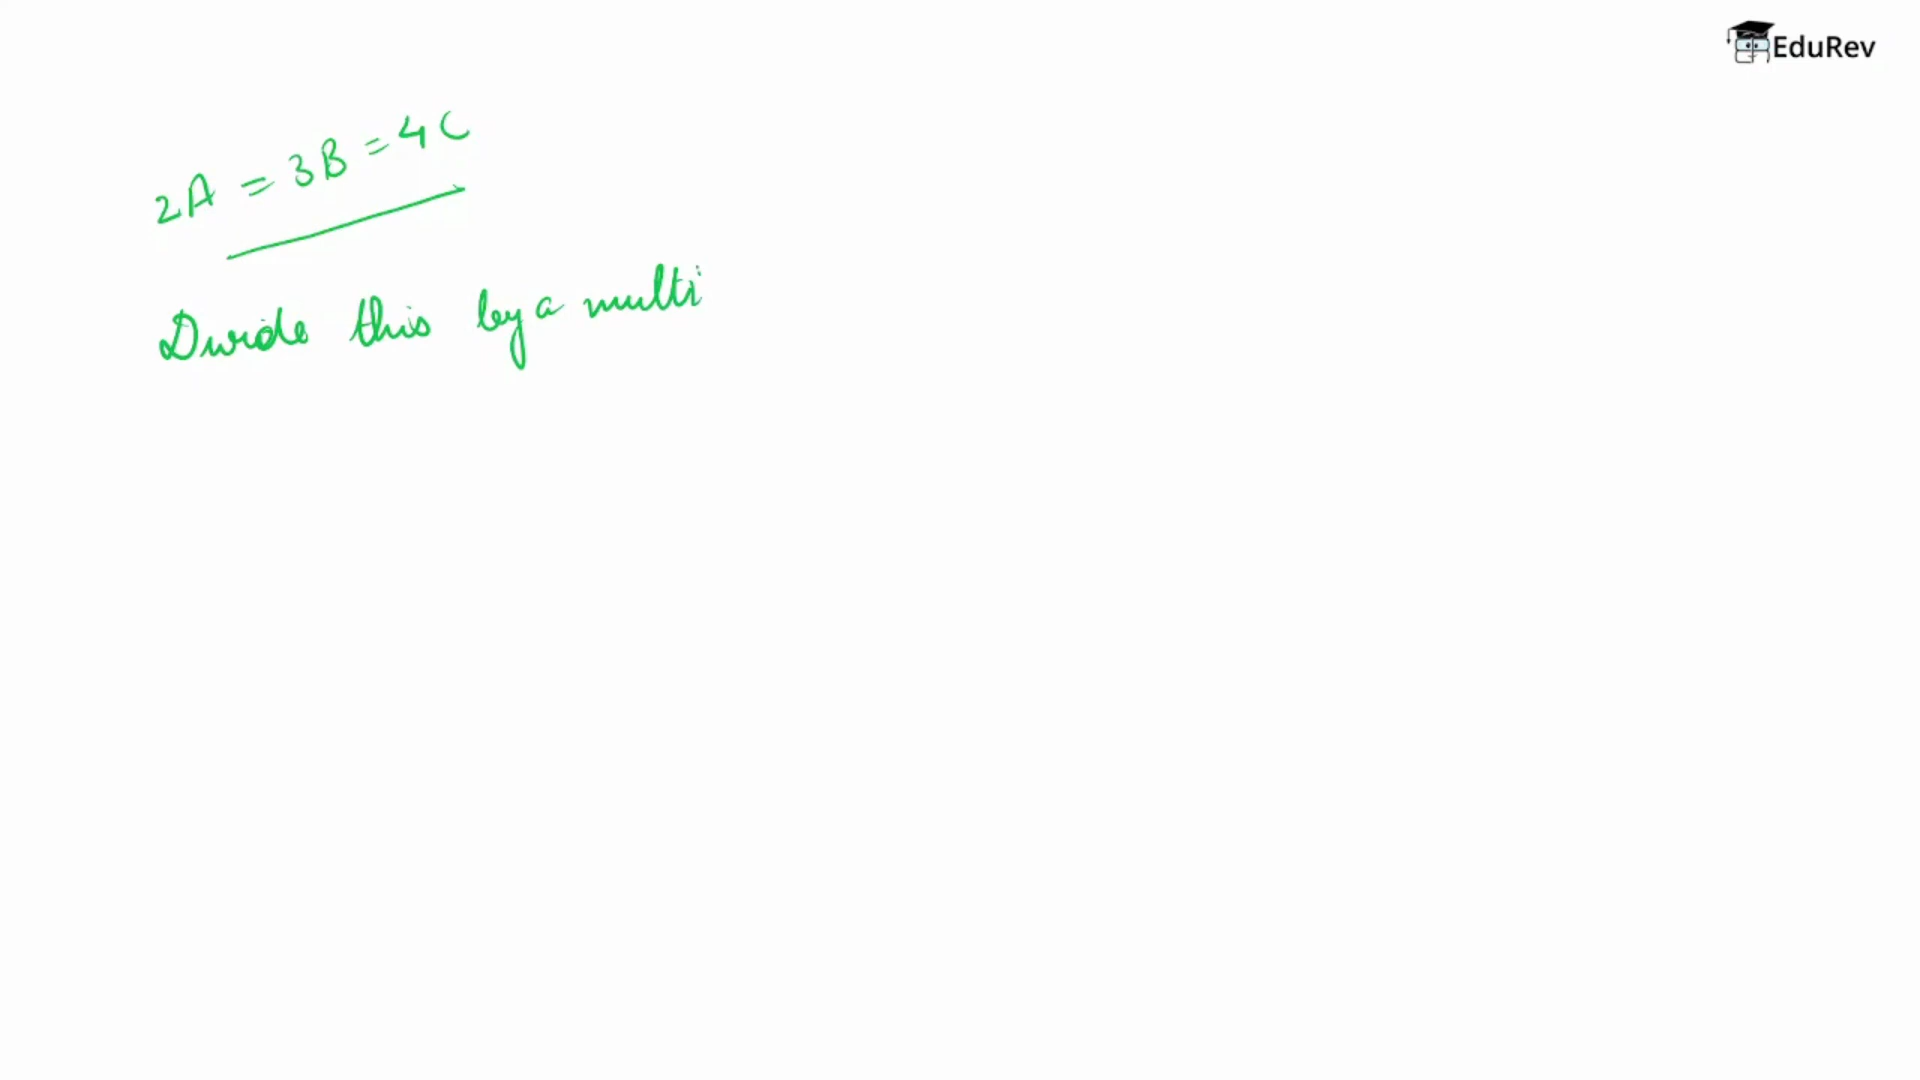 EduRev
2A = 3B = 4C
Divide this by a multi